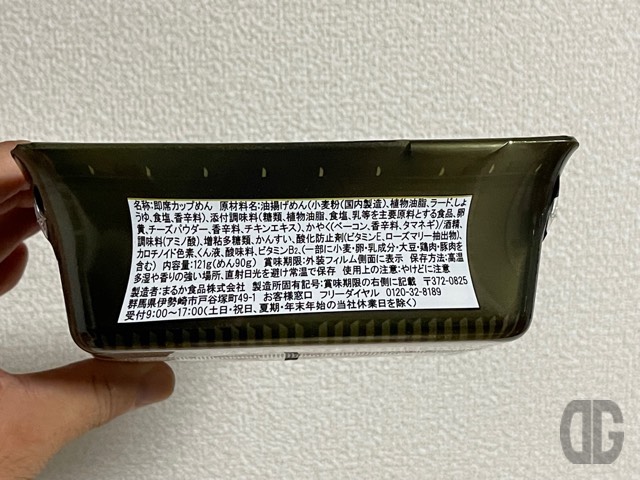 名称:即席カップめん 原材料名:油揚げめん(小麦粉(国内製造)、植物油脂、ラード、しょ
うゆ、食塩、香辛料)、添付調味料(糖類、植物油脂、食塩、乳等を主要原料とする食品、卵
黄、チーズパウダー、香辛料、チキンエキス)、かやく(ベーコン、香辛料、タマネギ)/酒精、
調味料(アミノ酸)、増粘多糖類、かんすい、酸化防止剤(ビタミンE、ローズマリー抽出物)、
カロチノイド色素、くん液、酸味料、ビタミンB2、(一部に小麦・卵・乳成分・大豆・鶏肉・豚肉を
含む) 内容量:121g(めん90g) 賞味期限:外装フィルム側面に表示 保存方法:高温
多湿や香りの強い場所、直射日光を避け常温で保存 使用上の注意:やけどに注意
製造者:まるか食品株式会社 製造所固有記号:賞味期限の右側に記載 〒372-0825
群馬県伊勢崎市戸谷塚町49-1 お客様窓口 フリーダイヤル 0120-32-8189
受付9:00~17:00(土日・祝日、夏期・年末年始の当社休業日を除く)
DG